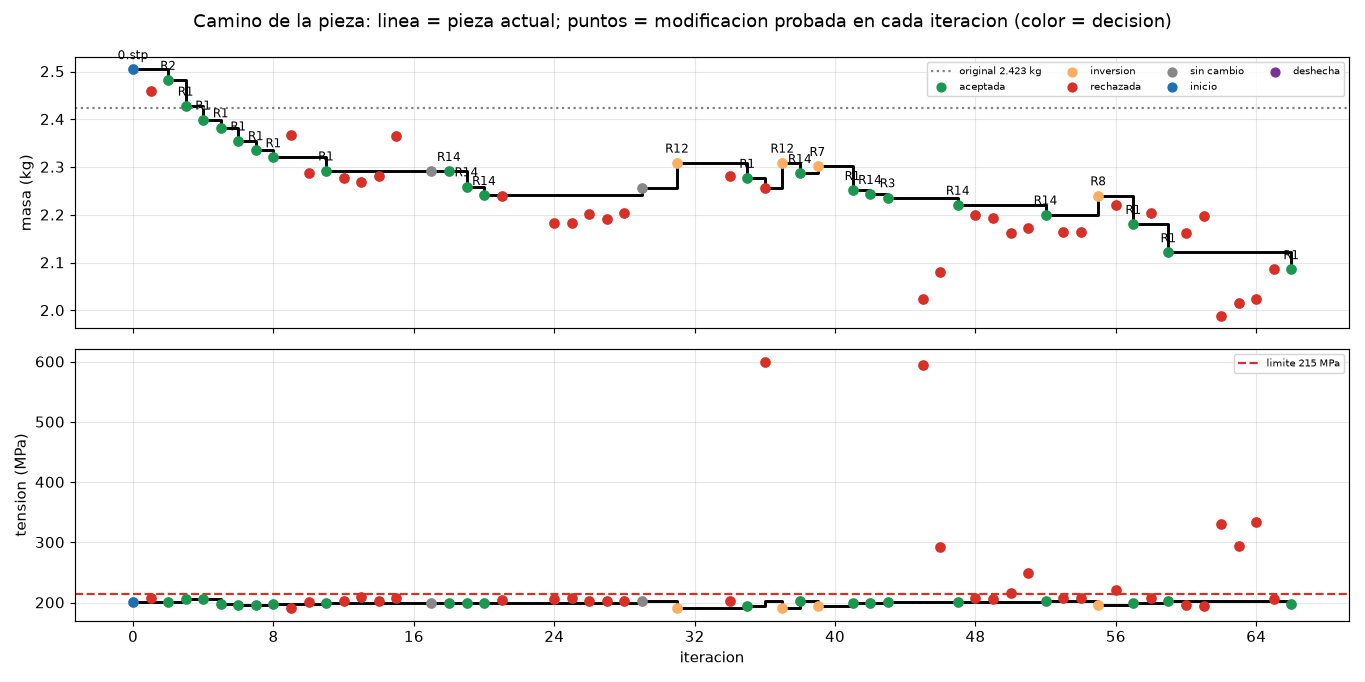 Camino de la pieza: linea = pieza actual; puntos = modificacion probada en cada iteracion (color = decision)
original 2.423 kg
aceptada
inversion
rechazada
sin cambio
inicio
deshecha
masa (kg)
2.5
2.4
2.3
2.2
2.1
2.0
0.stp
R2
R1
R1
R1
R1
R1
R1
R1
R14
R14
R14
R12
R1
R12
R14
R7
R1
R14
R3
R14
R14
R8
R1
R1
R1
limite 215 MPa
tension (MPa)
600
500
400
300
200
0 8 16 24 32 40 48 56 64
iteracion